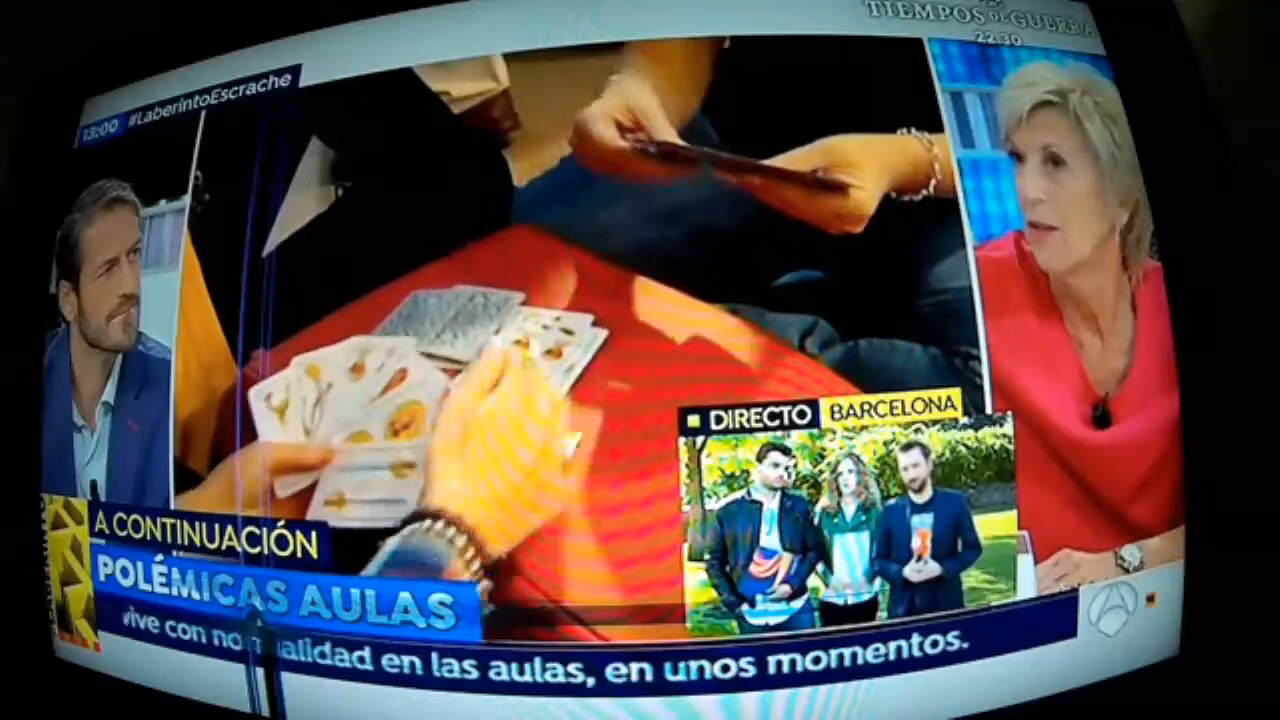 TIEMPOS DE GUERRA
22:30
13:00 #LaberintoEscrache
DIRECTO BARCELONA
A CONTINUACIÓN
POLÉMICAS AULAS
vive con normalidad en las aulas, en unos momentos.